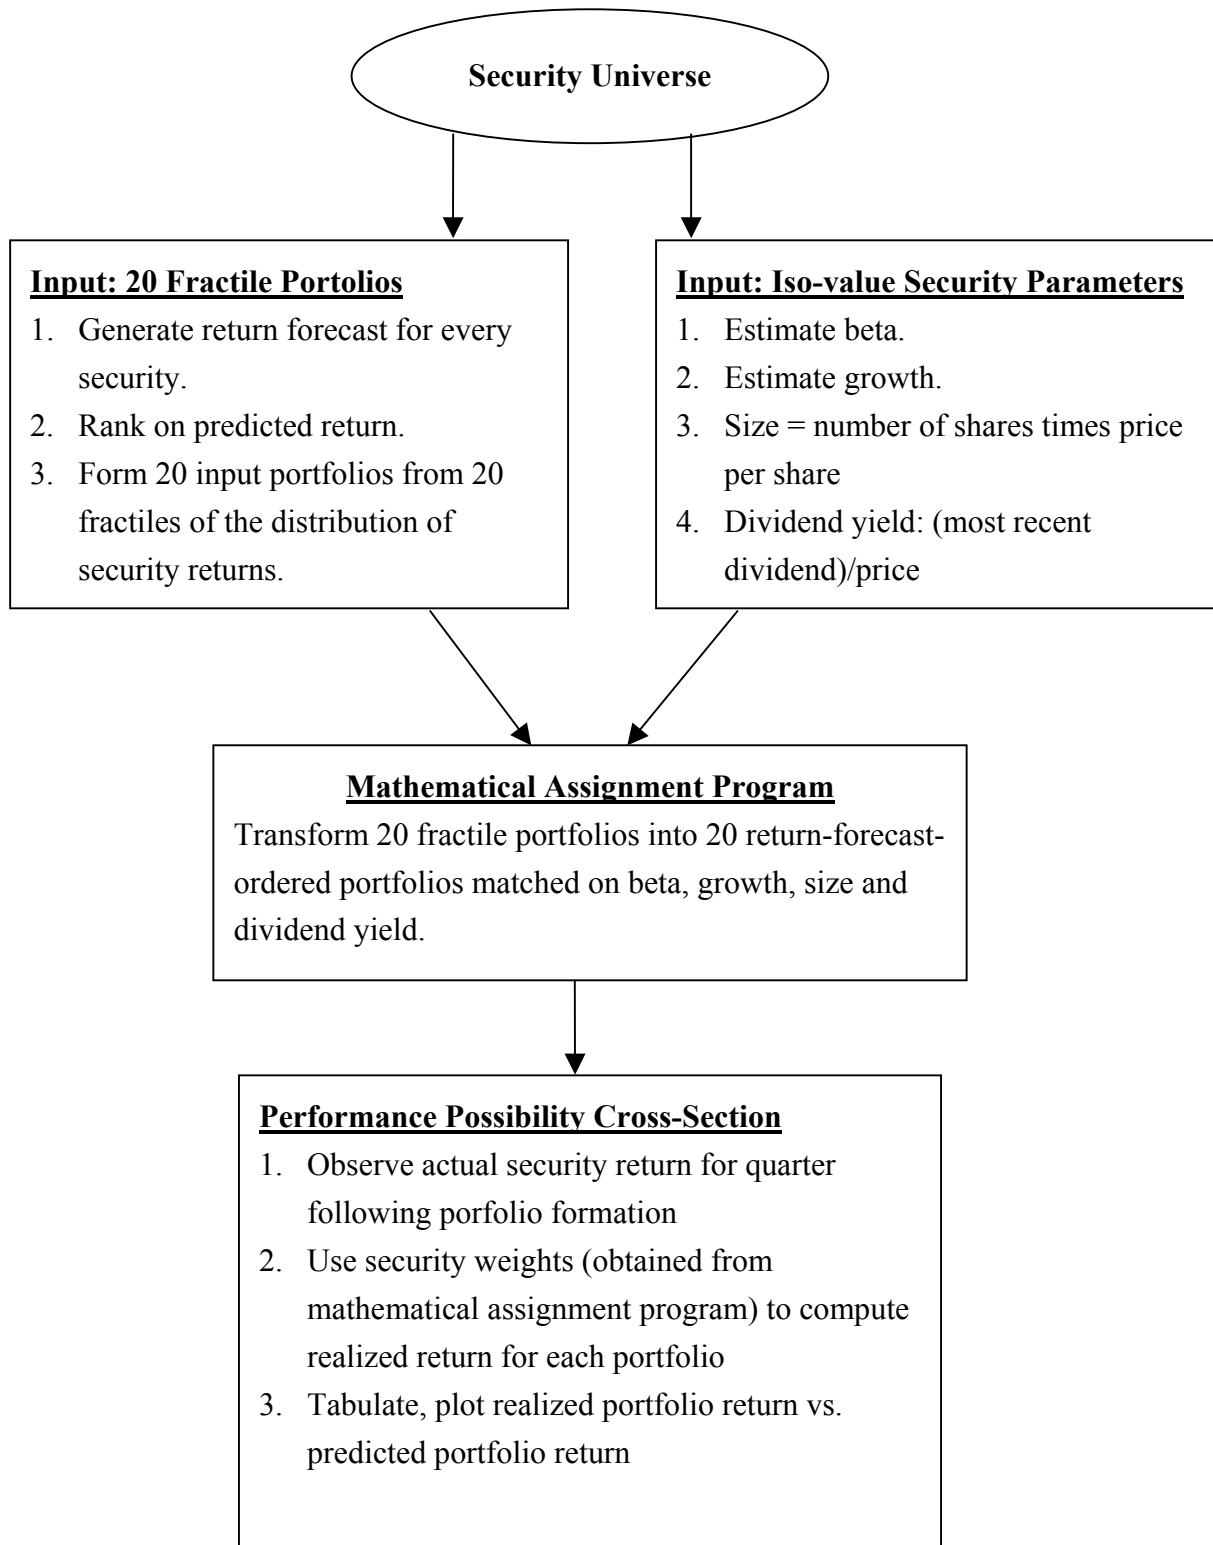 Security Universe
Input: 20 Fractile Portolios
1. Generate return forecast for every
security.
2. Rank on predicted return.
3. Form 20 input portfolios from 20
fractiles of the distribution of
security returns.
Input: Iso-value Security Parameters
1. Estimate beta.
2. Estimate growth.
3. Size = number of shares times price
per share
4. Dividend yield: (most recent
dividend)/price
Mathematical Assignment Program
Transform 20 fractile portfolios into 20 return-forecast-
ordered portfolios matched on beta, growth, size and
dividend yield.
Performance Possibility Cross-Section
1. Observe actual security return for quarter
following porfolio formation
2. Use security weights (obtained from
mathematical assignment program) to compute
realized return for each portfolio
3. Tabulate, plot realized portfolio return vs.
predicted portfolio return